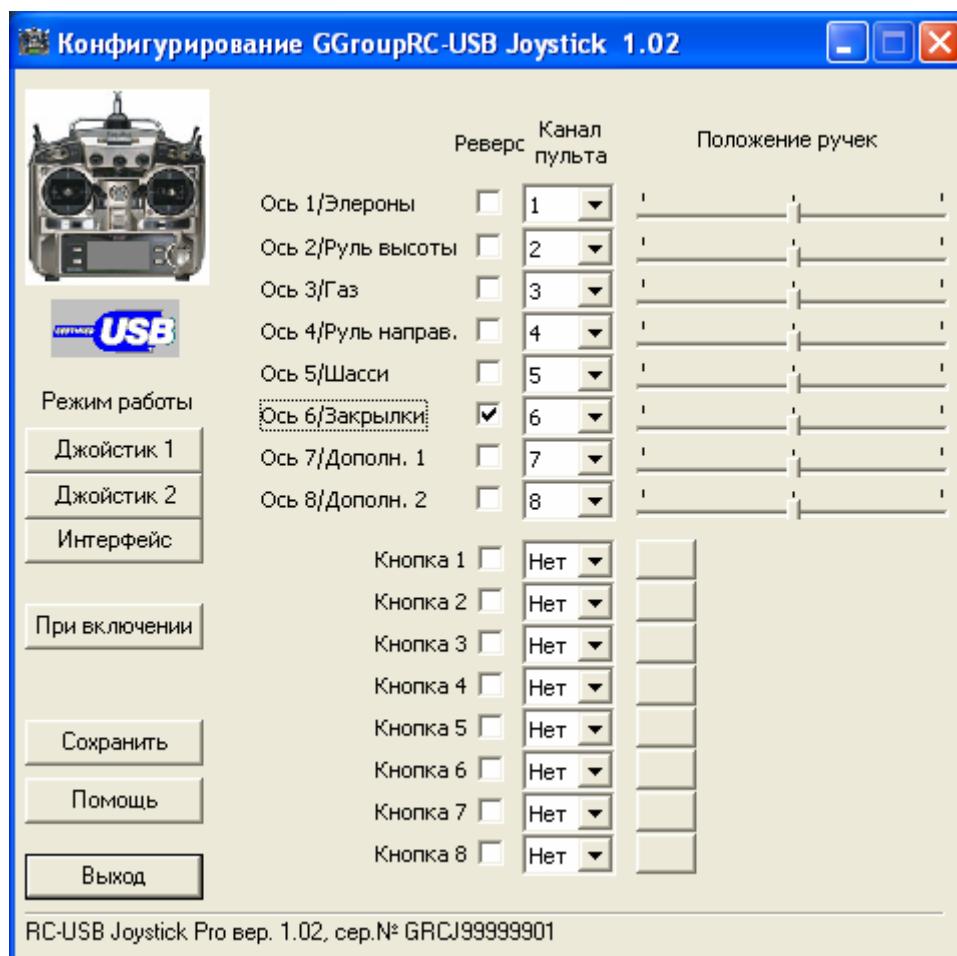 Конфигурирование GGroupRC-USB Joystick 1.02
Реверс
Канал
пульта
Положение ручек
Ось 1/Элероны 1
Ось 2/Руль высоты 2
Ось 3/Газ 3
Ось 4/Руль направ. 4
Ось 5/Шасси 5
Ось 6/Закрылки 6
Ось 7/Дополн. 1 7
Ось 8/Дополн. 2 8
USB
Режим работы
Джойстик 1
Джойстик 2
Интерфейс
При включении
Сохранить
Помощь
Выход
Кнопка 1 Нет
Кнопка 2 Нет
Кнопка 3 Нет
Кнопка 4 Нет
Кнопка 5 Нет
Кнопка 6 Нет
Кнопка 7 Нет
Кнопка 8 Нет
RC-USB Joystick Pro вер. 1.02, сер.№ GRCJ99999901